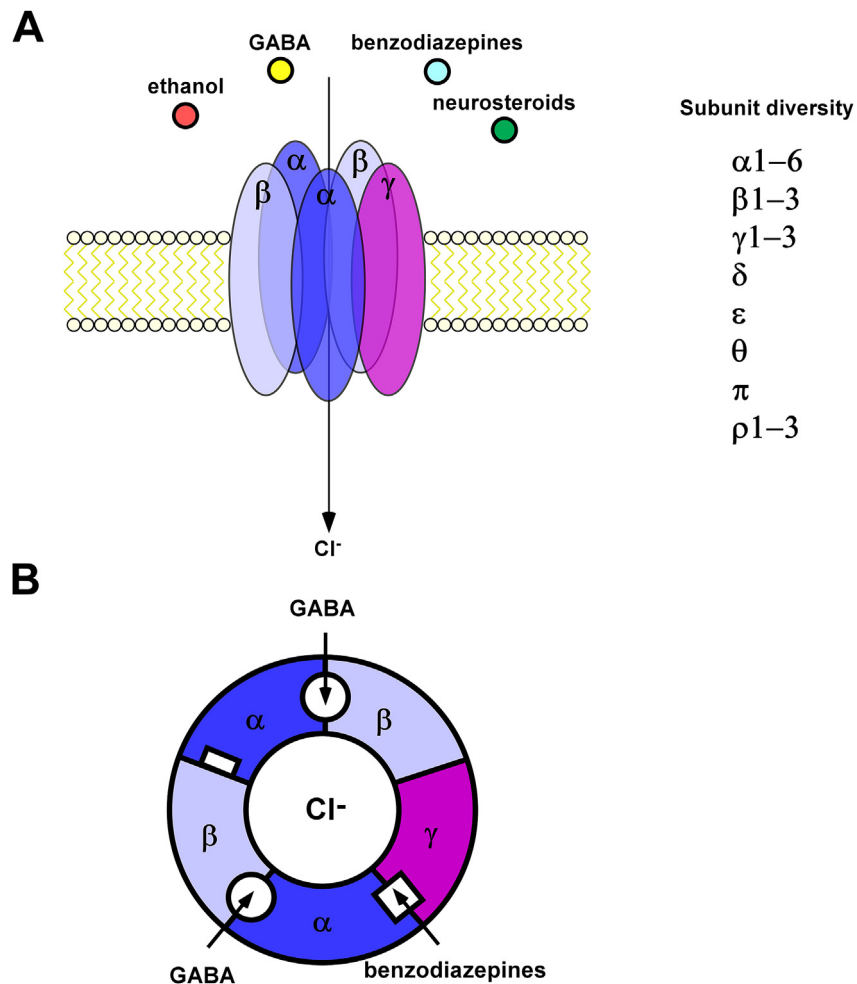 A
GABA
benzodiazepines
ethanol
neurosteroids
Subunit diversity
α
β
β
α
γ
α1–6
β1–3
γ1–3
δ
ε
θ
π
ρ1–3
Cl-
B
GABA
α
β
Cl-
β
γ
α
GABA
benzodiazepines